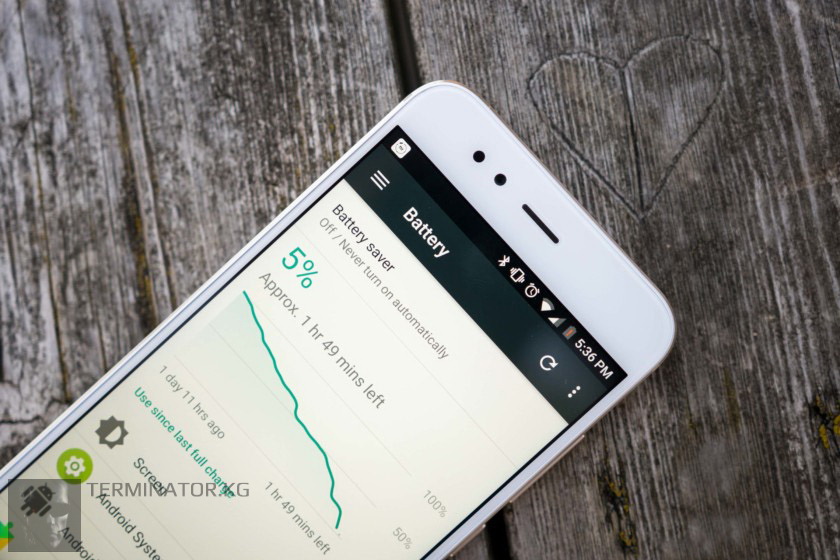 5:36 PM
Battery
Battery saver
Off / Never turn on automatically
5%
Approx. 1 hr 49 mins left
100%
50%
1 day 11 hrs ago
1 hr 49 mins left
Use since last full charge
Screen
Android Syste
Android
TERMINATOR.KG